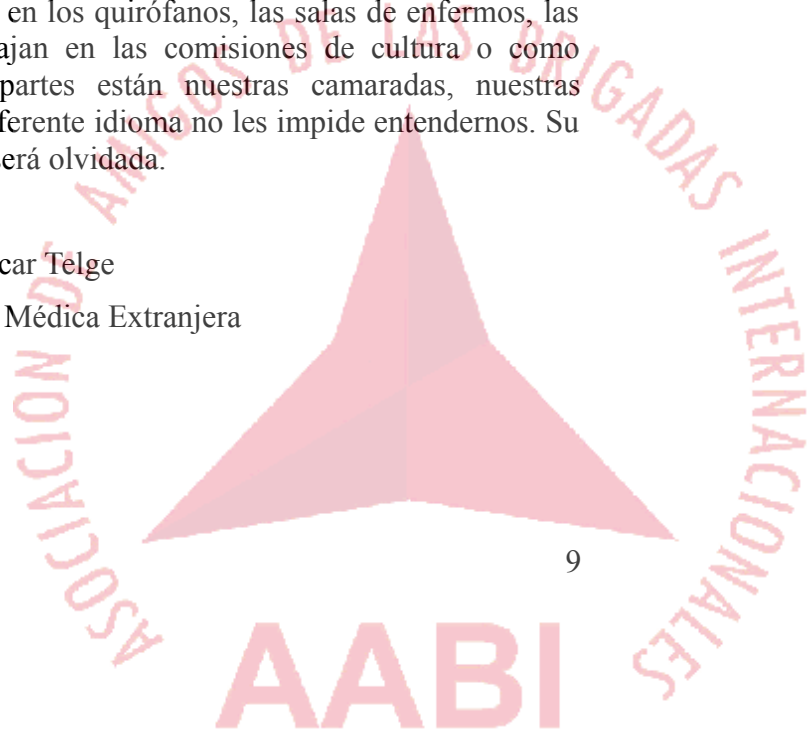 en los quirófanos, las salas de enfermos, las
ajan en las comisiones de cultura o como
partes están nuestras camaradas, nuestras
ferente idioma no les impide entendernos. Su
será olvidada.
car Telge
Médica Extranjera
9
ASOCIACION DE AMIGOS DE LAS BRIGADAS INTERNACIONALES
AABI